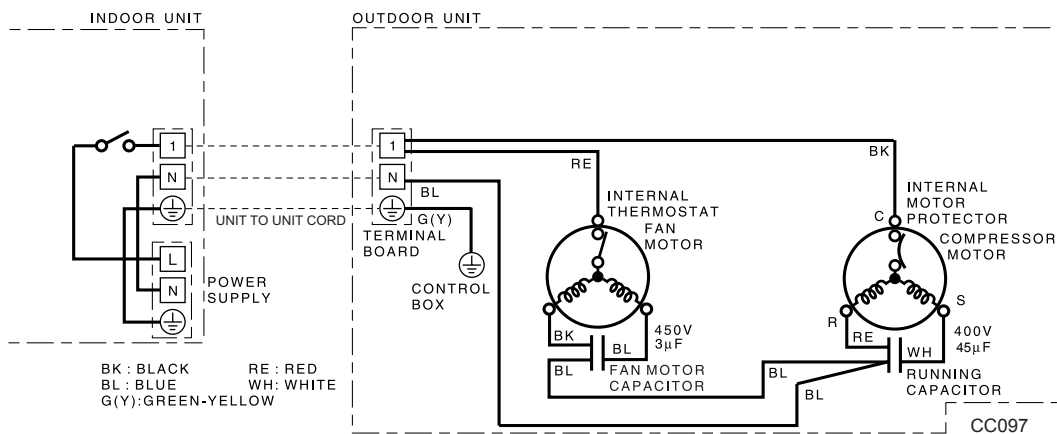 INDOOR UNIT
OUTDOOR UNIT
1
N
L
N
POWER
SUPPLY
UNIT TO UNIT CORD
1
N
RE
BL
G(Y)
TERMINAL
BOARD
CONTROL
BOX
BK
INTERNAL
THERMOSTAT
FAN
MOTOR
INTERNAL
MOTOR
PROTECTOR
COMPRESSOR
MOTOR
C
R
S
BK
BL
BL
450V
3µF
FAN MOTOR
CAPACITOR
RE
WH
BL
BL
400V
45µF
RUNNING
CAPACITOR
BK : BLACK
RE : RED
BL : BLUE
WH: WHITE
G(Y):GREEN-YELLOW
CC097